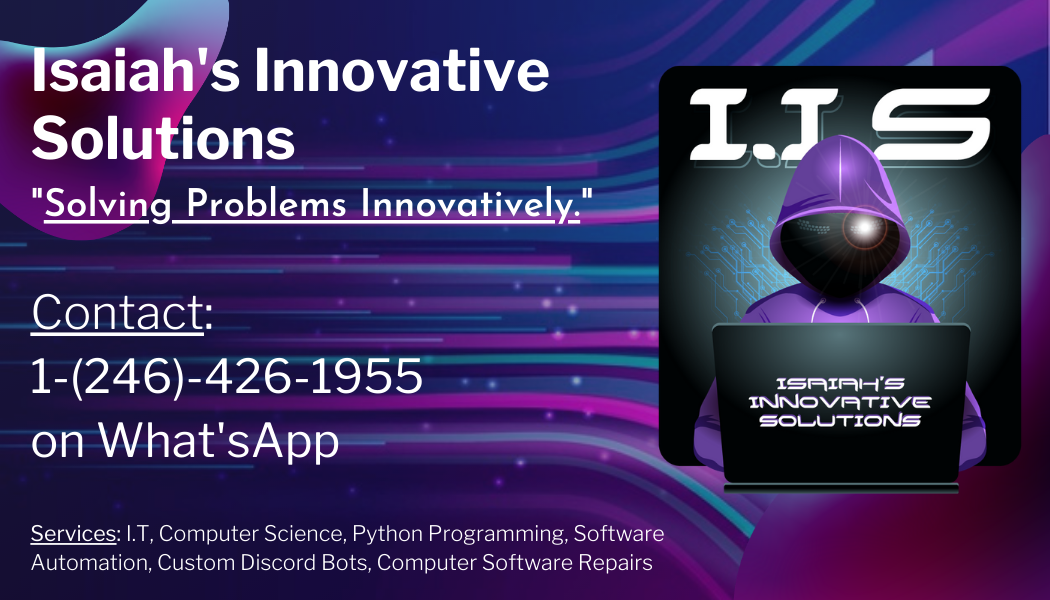 Isaiah's Innovative
Solutions
"Solving Problems Innovatively."
Contact:
1-(246)-426-1955
on What'sApp
Services: I.T, Computer Science, Python Programming, Software
Automation, Custom Discord Bots, Computer Software Repairs
I.I.S
ISAIAH'S
INNOVATIVE
SOLUTIONS